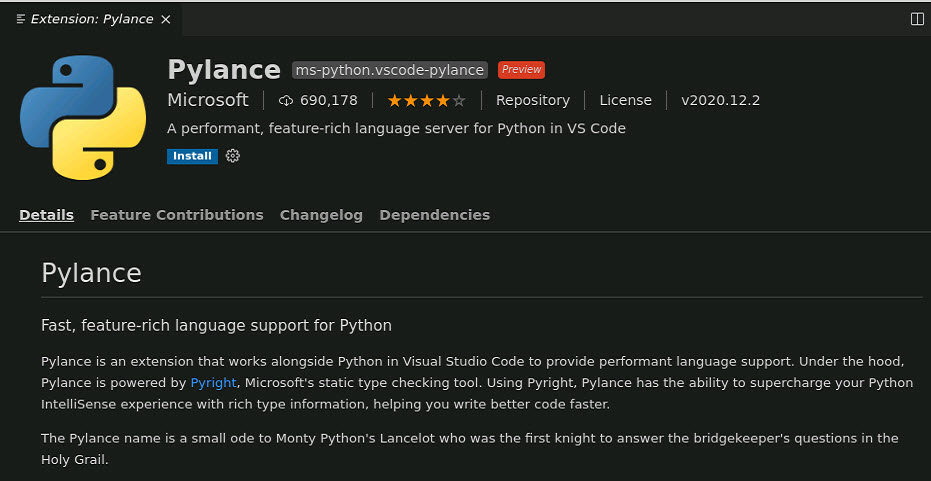 Extension: Pylance
Pylance ms-python.vscode-pylance Preview
Microsoft 690,178 Repository License v2020.12.2
A performant, feature-rich language server for Python in VS Code
Install
Details Feature Contributions Changelog Dependencies
Pylance
Fast, feature-rich language support for Python
Pylance is an extension that works alongside Python in Visual Studio Code to provide performant language support. Under the hood,
Pylance is powered by Pyright, Microsoft's static type checking tool. Using Pyright, Pylance has the ability to supercharge your Python
IntelliSense experience with rich type information, helping you write better code faster.
The Pylance name is a small ode to Monty Python's Lancelot who was the first knight to answer the bridgekeeper's questions in the
Holy Grail.